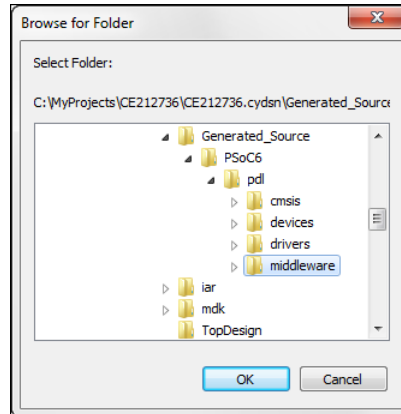 Browse for Folder
Select Folder:
C:\MyProjects\CE212736\CE212736.cydsn\Generated_Source
Generated_Source
PSoC6
pdl
cmsis
devices
drivers
middleware
iar
mdk
TopDesign
OK Cancel